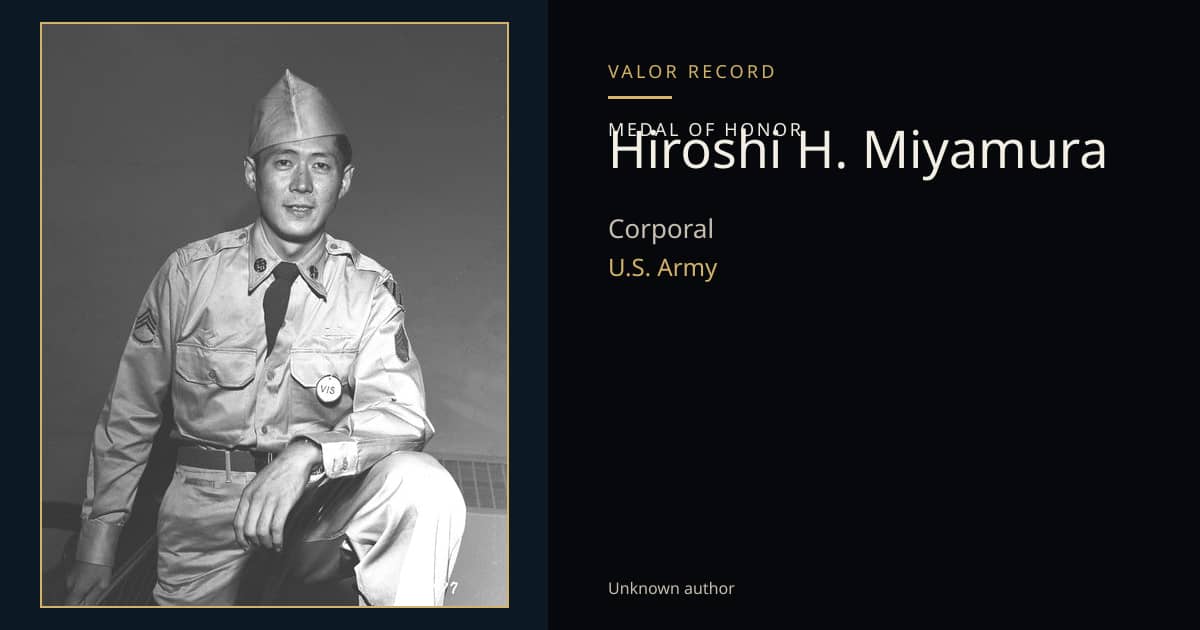 VALOR RECORD
MEDAL OF HONOR
Hiroshi H. Miyamura
Corporal
U.S. Army
Unknown author
VIS